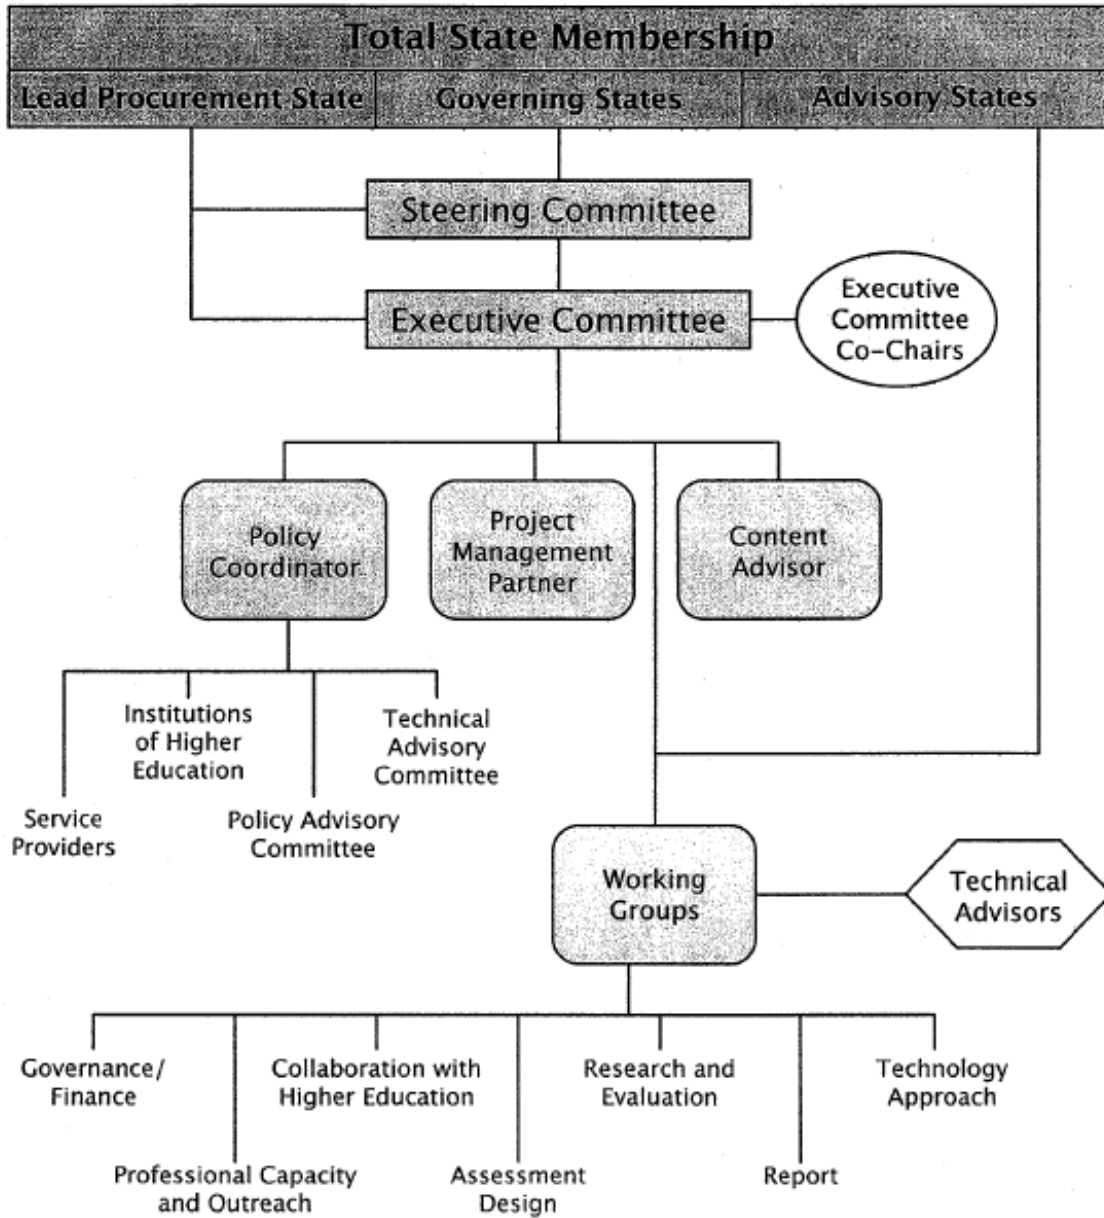 Total State Membership
Lead Procurement State
Governing States
Advisory States
Steering Committee
Executive Committee
Executive
Committee
Co-Chairs
Policy
Coordinator
Project
Management
Partner
Content
Advisor
Institutions
of Higher
Education
Technical
Advisory
Committee
Service
Providers
Policy Advisory
Committee
Working
Groups
Technical
Advisors
Governance/
Finance
Collaboration with
Higher Education
Research and
Evaluation
Technology
Approach
Professional Capacity
and Outreach
Assessment
Design
Report